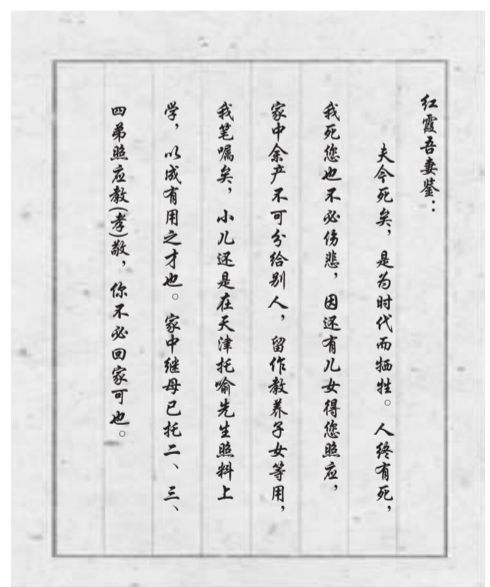 红霞吾妻鉴：
夫今死矣，是为时代而牺牲。人终有死，
我死您也不必伤悲，因还有儿女得您照应，
家中余产不可分给别人，留作教养子女等用，
我笔嘱矣，小儿还是在天津托喻先生照料上
学，以成有用之才也。家中继母已托二、三、
四弟照应教(孝)敬，你不必回家可也。